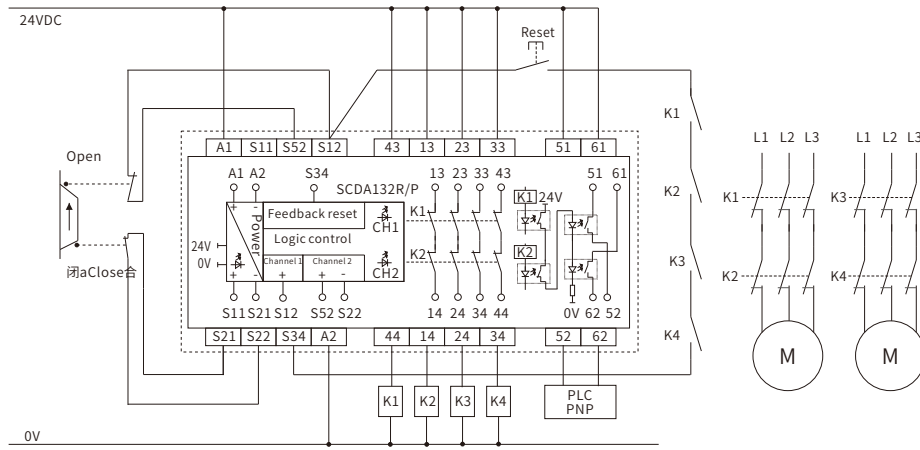 24VDC
Reset
K1
A1 S11 S52 S12 43 13 23 33 51 61
L1 L2 L3 L1 L2 L3
Open
A1 A2 S34 SCDA132R/P 13 23 33 43 51 61
K2
+ - Feedback reset K1 CH1 K1 24V
K1 K3
Power Logic control
24V
0V
Channel 1 Channel 2 K2 CH2 K2
K3
闭aClose合
+ - + + -
K2 K4
S11 S21 S12 S52 S22 14 24 34 44 0V 62 52
S21 S22 S34 A2 44 14 24 34 52 62
K4
M M
K1 K2 K3 K4 PLC
PNP
0V